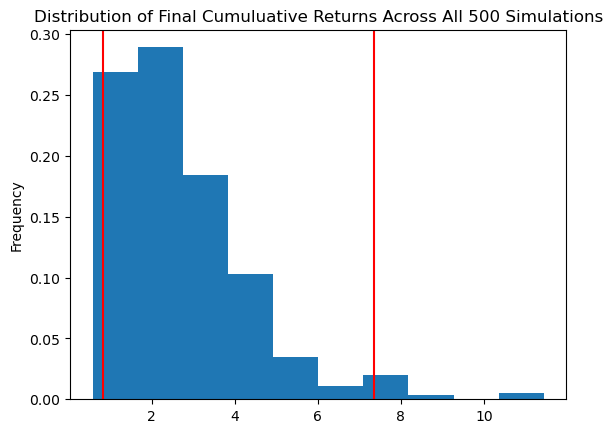 Distribution of Final Cumuluative Returns Across All 500 Simulations
0.30
0.25
0.20
0.15
0.10
0.05
0.00
Frequency
2 4 6 8 10